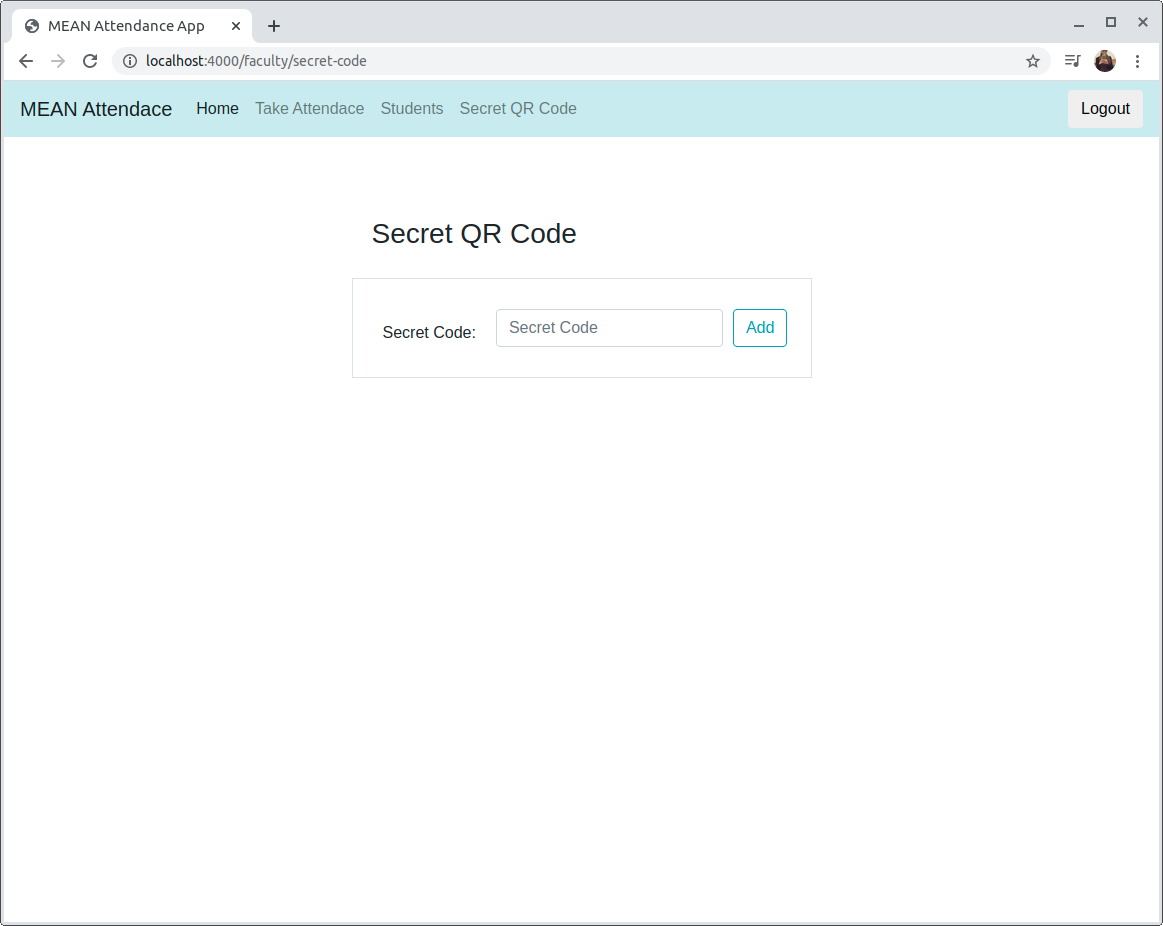 MEAN Attendance App
localhost:4000/faculty/secret-code
MEAN Attendace Home Take Attendace Students Secret QR Code Logout
Secret QR Code
Secret Code: Secret Code Add